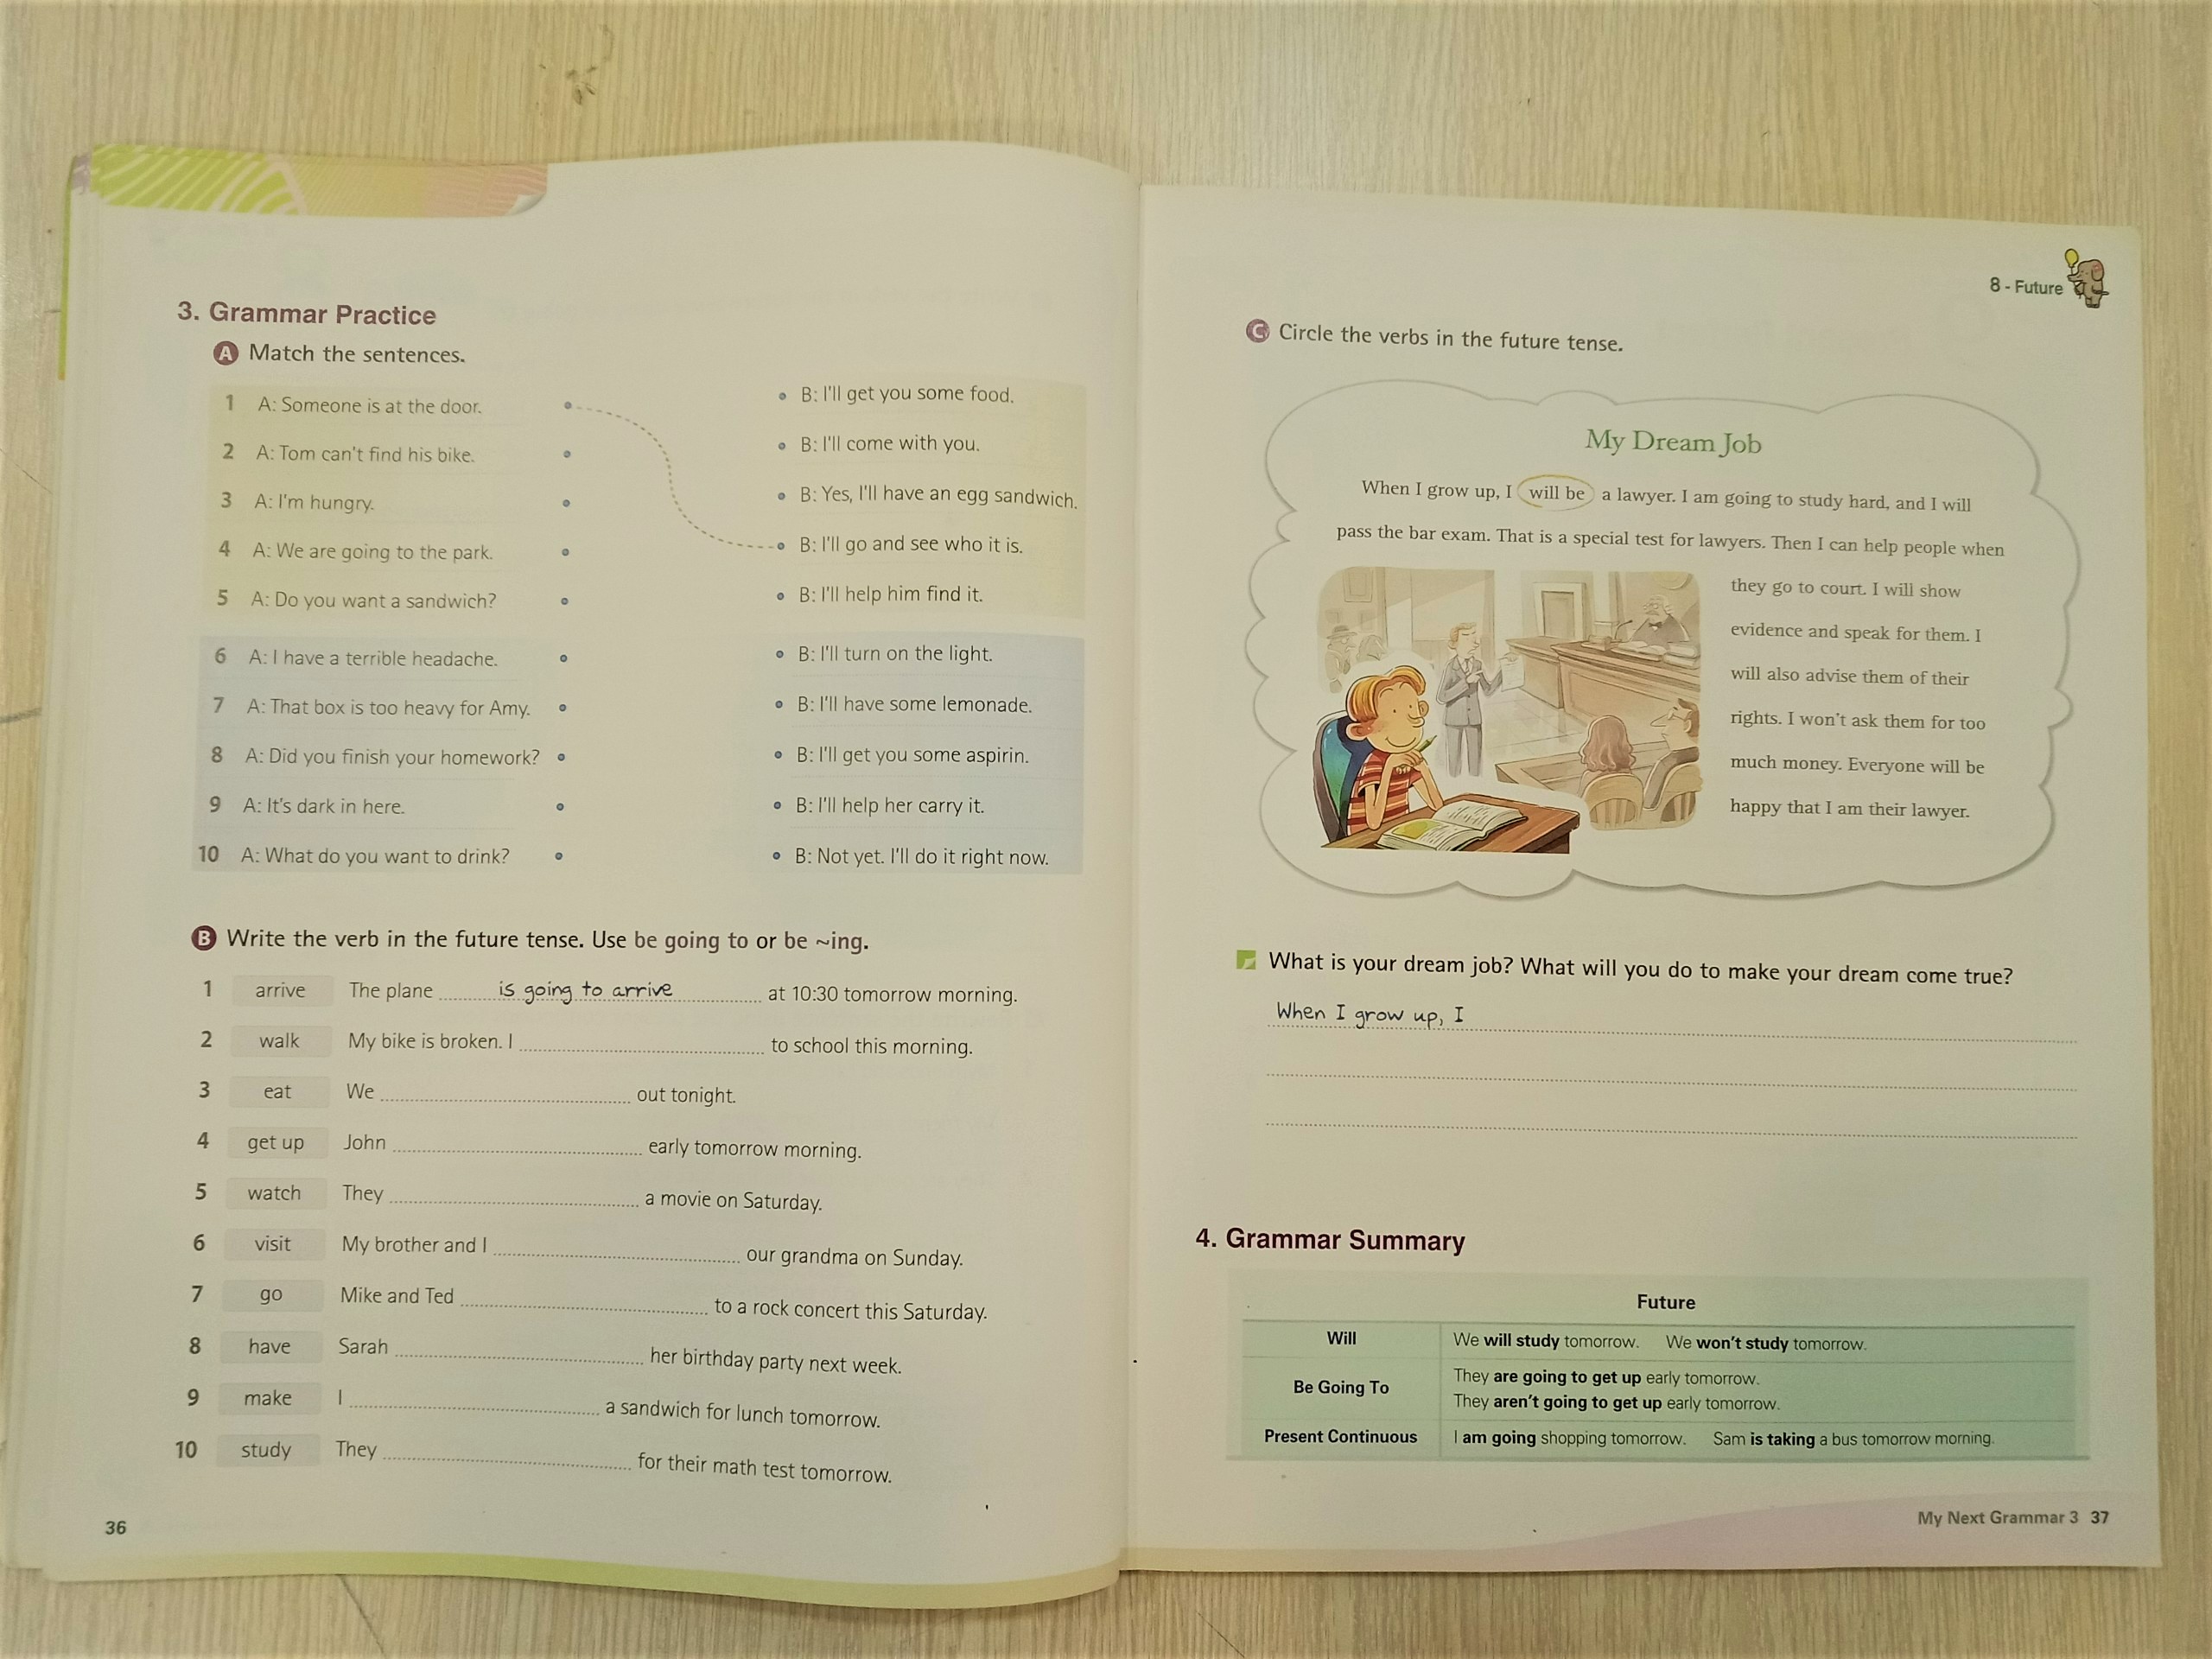 3. Grammar Practice
A Match the sentences.
1 A: Someone is at the door.
2 A: Tom can't find his bike.
3 A: I'm hungry.
4 A: We are going to the park.
5 A: Do you want a sandwich?
B: I'll get you some food.
B: I'll come with you.
B: Yes, I'll have an egg sandwich.
B: I'll go and see who it is.
B: I'll help him find it.
6 A: I have a terrible headache.
7 A: That box is too heavy for Amy.
8 A: Did you finish your homework?
9 A: It's dark in here.
10 A: What do you want to drink?
B: I'll turn on the light.
B: I'll have some lemonade.
B: I'll get you some aspirin.
B: I'll help her carry it.
B: Not yet. I'll do it right now.
B Write the verb in the future tense. Use be going to or be ~ing.
1 arrive The plane is going to arrive at 10:30 tomorrow morning.
2 walk My bike is broken. I to school this morning.
3 eat We out tonight.
4 get up John early tomorrow morning.
5 watch They a movie on Saturday.
6 visit My brother and I our grandma on Sunday.
7 go Mike and Ted to a rock concert this Saturday.
8 have Sarah her birthday party next week.
9 make I a sandwich for lunch tomorrow.
10 study They for their math test tomorrow.
36
8 - Future
C Circle the verbs in the future tense.
My Dream Job
When I grow up, I will be a lawyer. I am going to study hard, and I will
pass the bar exam. That is a special test for lawyers. Then I can help people when
they go to court. I will show
evidence and speak for them. I
will also advise them of their
rights. I won't ask them for too
much money. Everyone will be
happy that I am their lawyer.
What is your dream job? What will you do to make your dream come true?
When I grow up, I
4. Grammar Summary
Future
Will We will study tomorrow. We won't study tomorrow.
Be Going To They are going to get up early tomorrow.
They aren't going to get up early tomorrow.
Present Continuous I am going shopping tomorrow. Sam is taking a bus tomorrow morning.
My Next Grammar 3 37